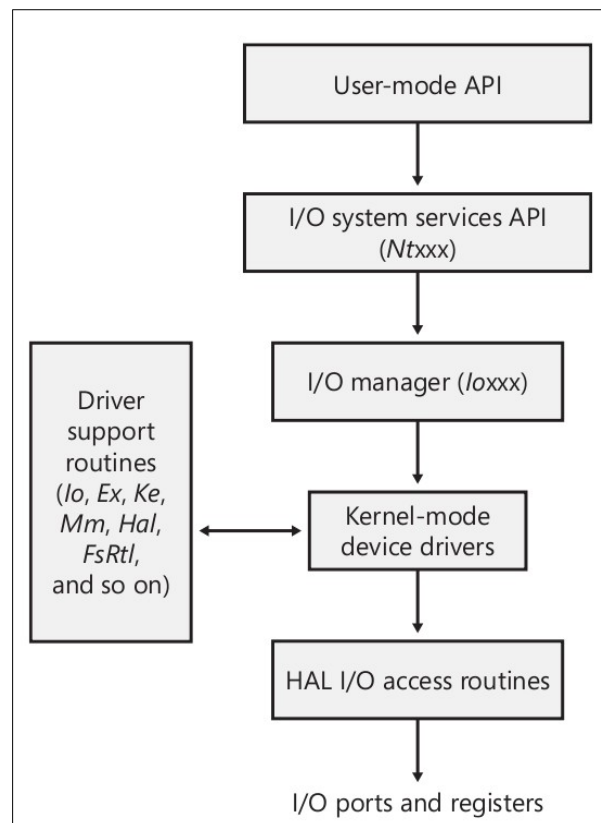 User-mode API
I/O system services API
(Ntxxx)
I/O manager (Ioxxx)
Driver
support
routines
(Io, Ex, Ke,
Mm, Hal,
FsRtl,
and so on)
Kernel-mode
device drivers
HAL I/O access routines
I/O ports and registers